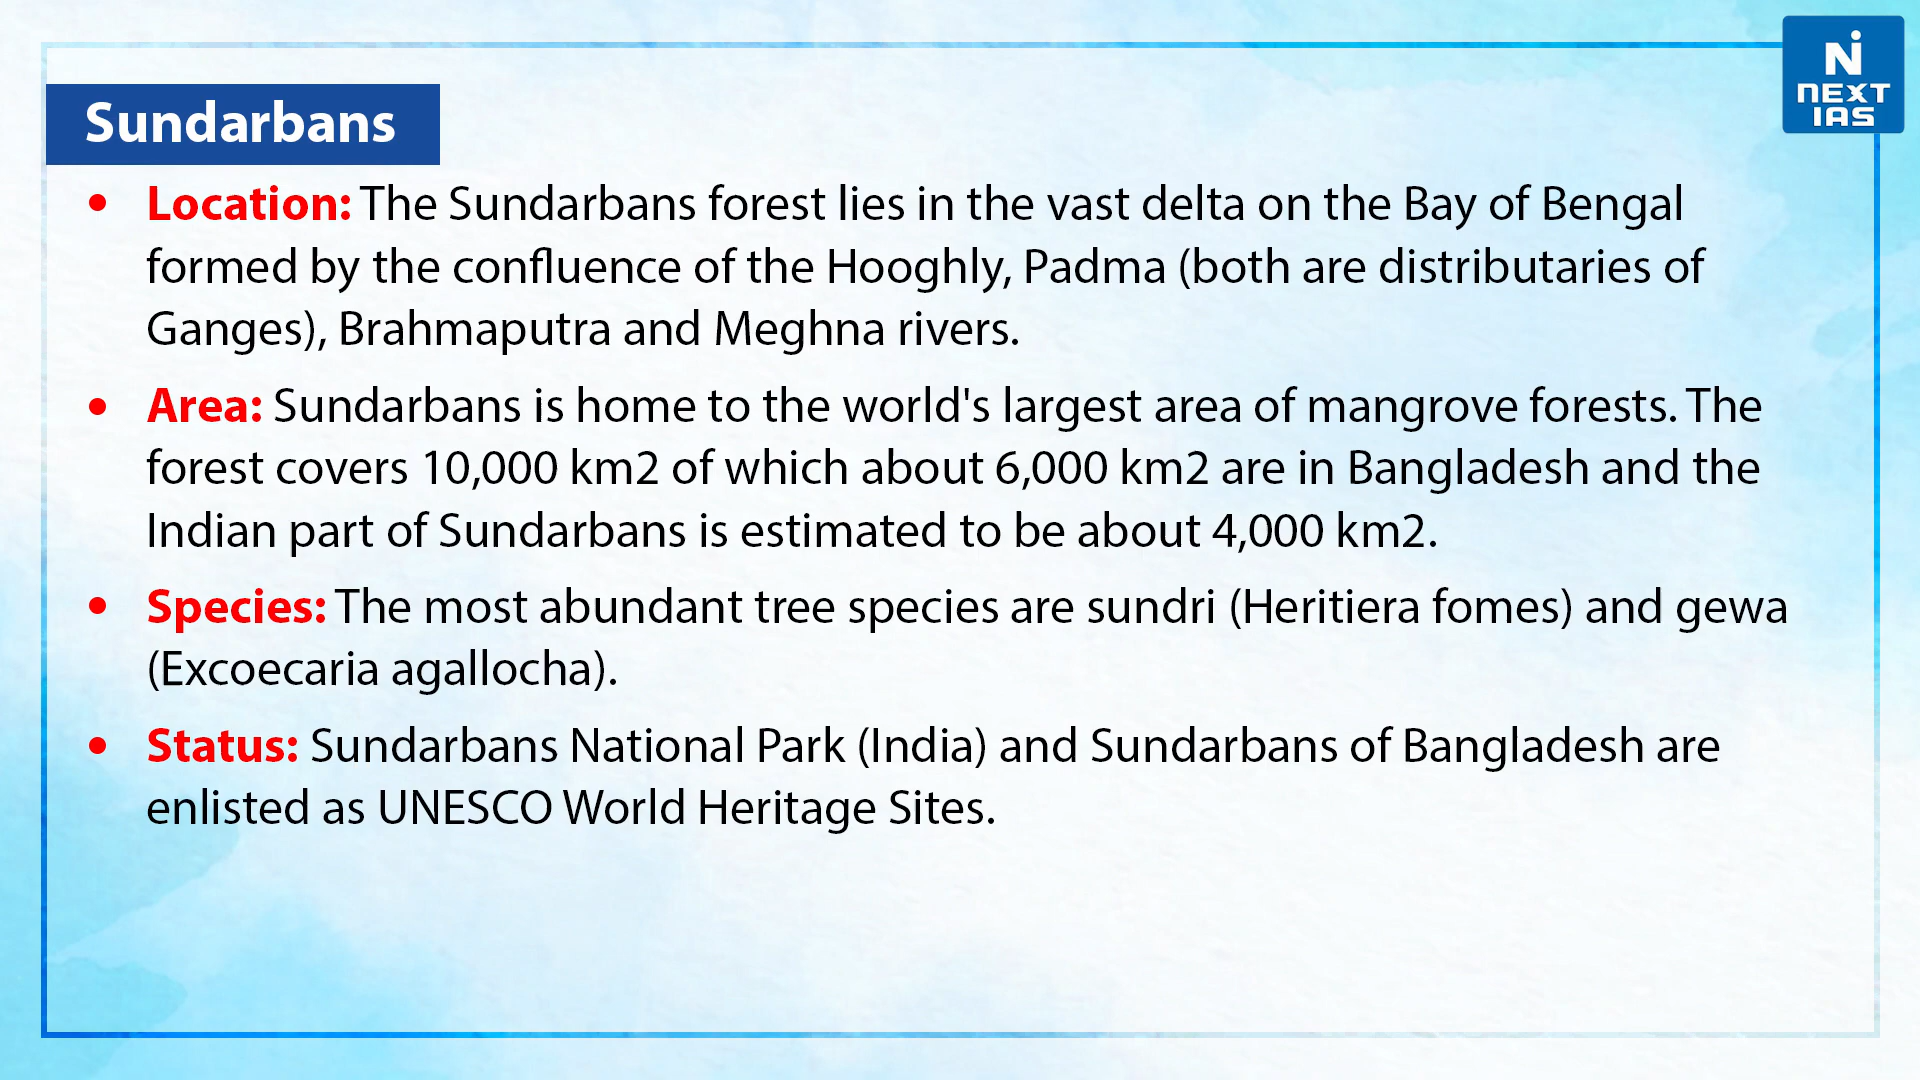 NEXT
IAS
Sundarbans
• Location: The Sundarbans forest lies in the vast delta on the Bay of Bengal
formed by the confluence of the Hooghly, Padma (both are distributaries of
Ganges), Brahmaputra and Meghna rivers.
• Area: Sundarbans is home to the world's largest area of mangrove forests. The
forest covers 10,000 km2 of which about 6,000 km2 are in Bangladesh and the
Indian part of Sundarbans is estimated to be about 4,000 km2.
• Species: The most abundant tree species are sundri (Heritiera fomes) and gewa
(Excoecaria agallocha).
• Status: Sundarbans National Park (India) and Sundarbans of Bangladesh are
enlisted as UNESCO World Heritage Sites.